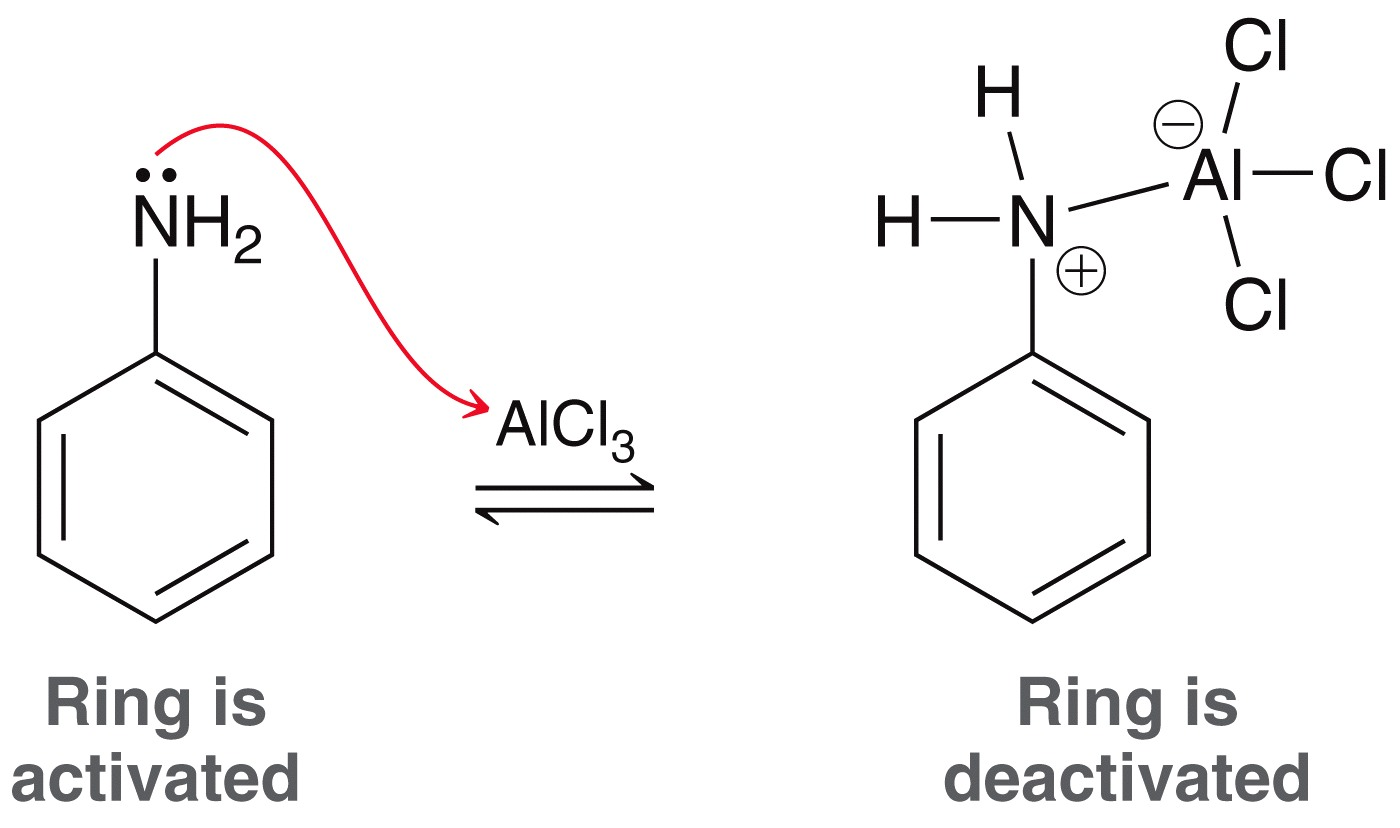 NH2
AlCl3
Ring is
activated
H
H
N
⊕
⊖
Al
Cl
Cl
Cl
Ring is
deactivated